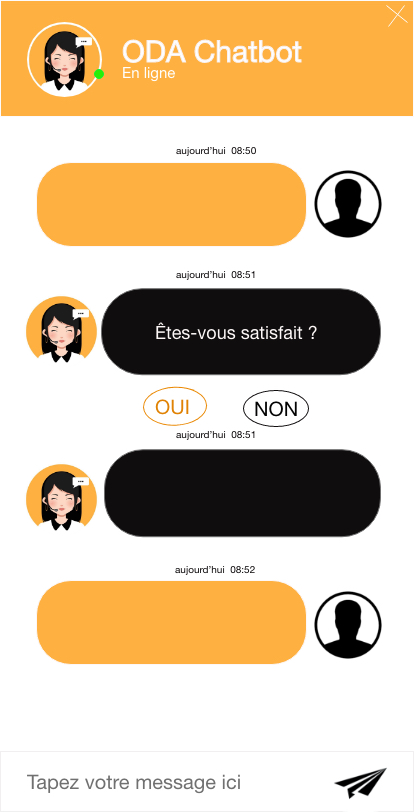 ODA Chatbot
En ligne
aujourd'hui 08:50
aujourd'hui 08:51
Êtes-vous satisfait ?
OUI
NON
aujourd'hui 08:51
aujourd'hui 08:52
Tapez votre message ici